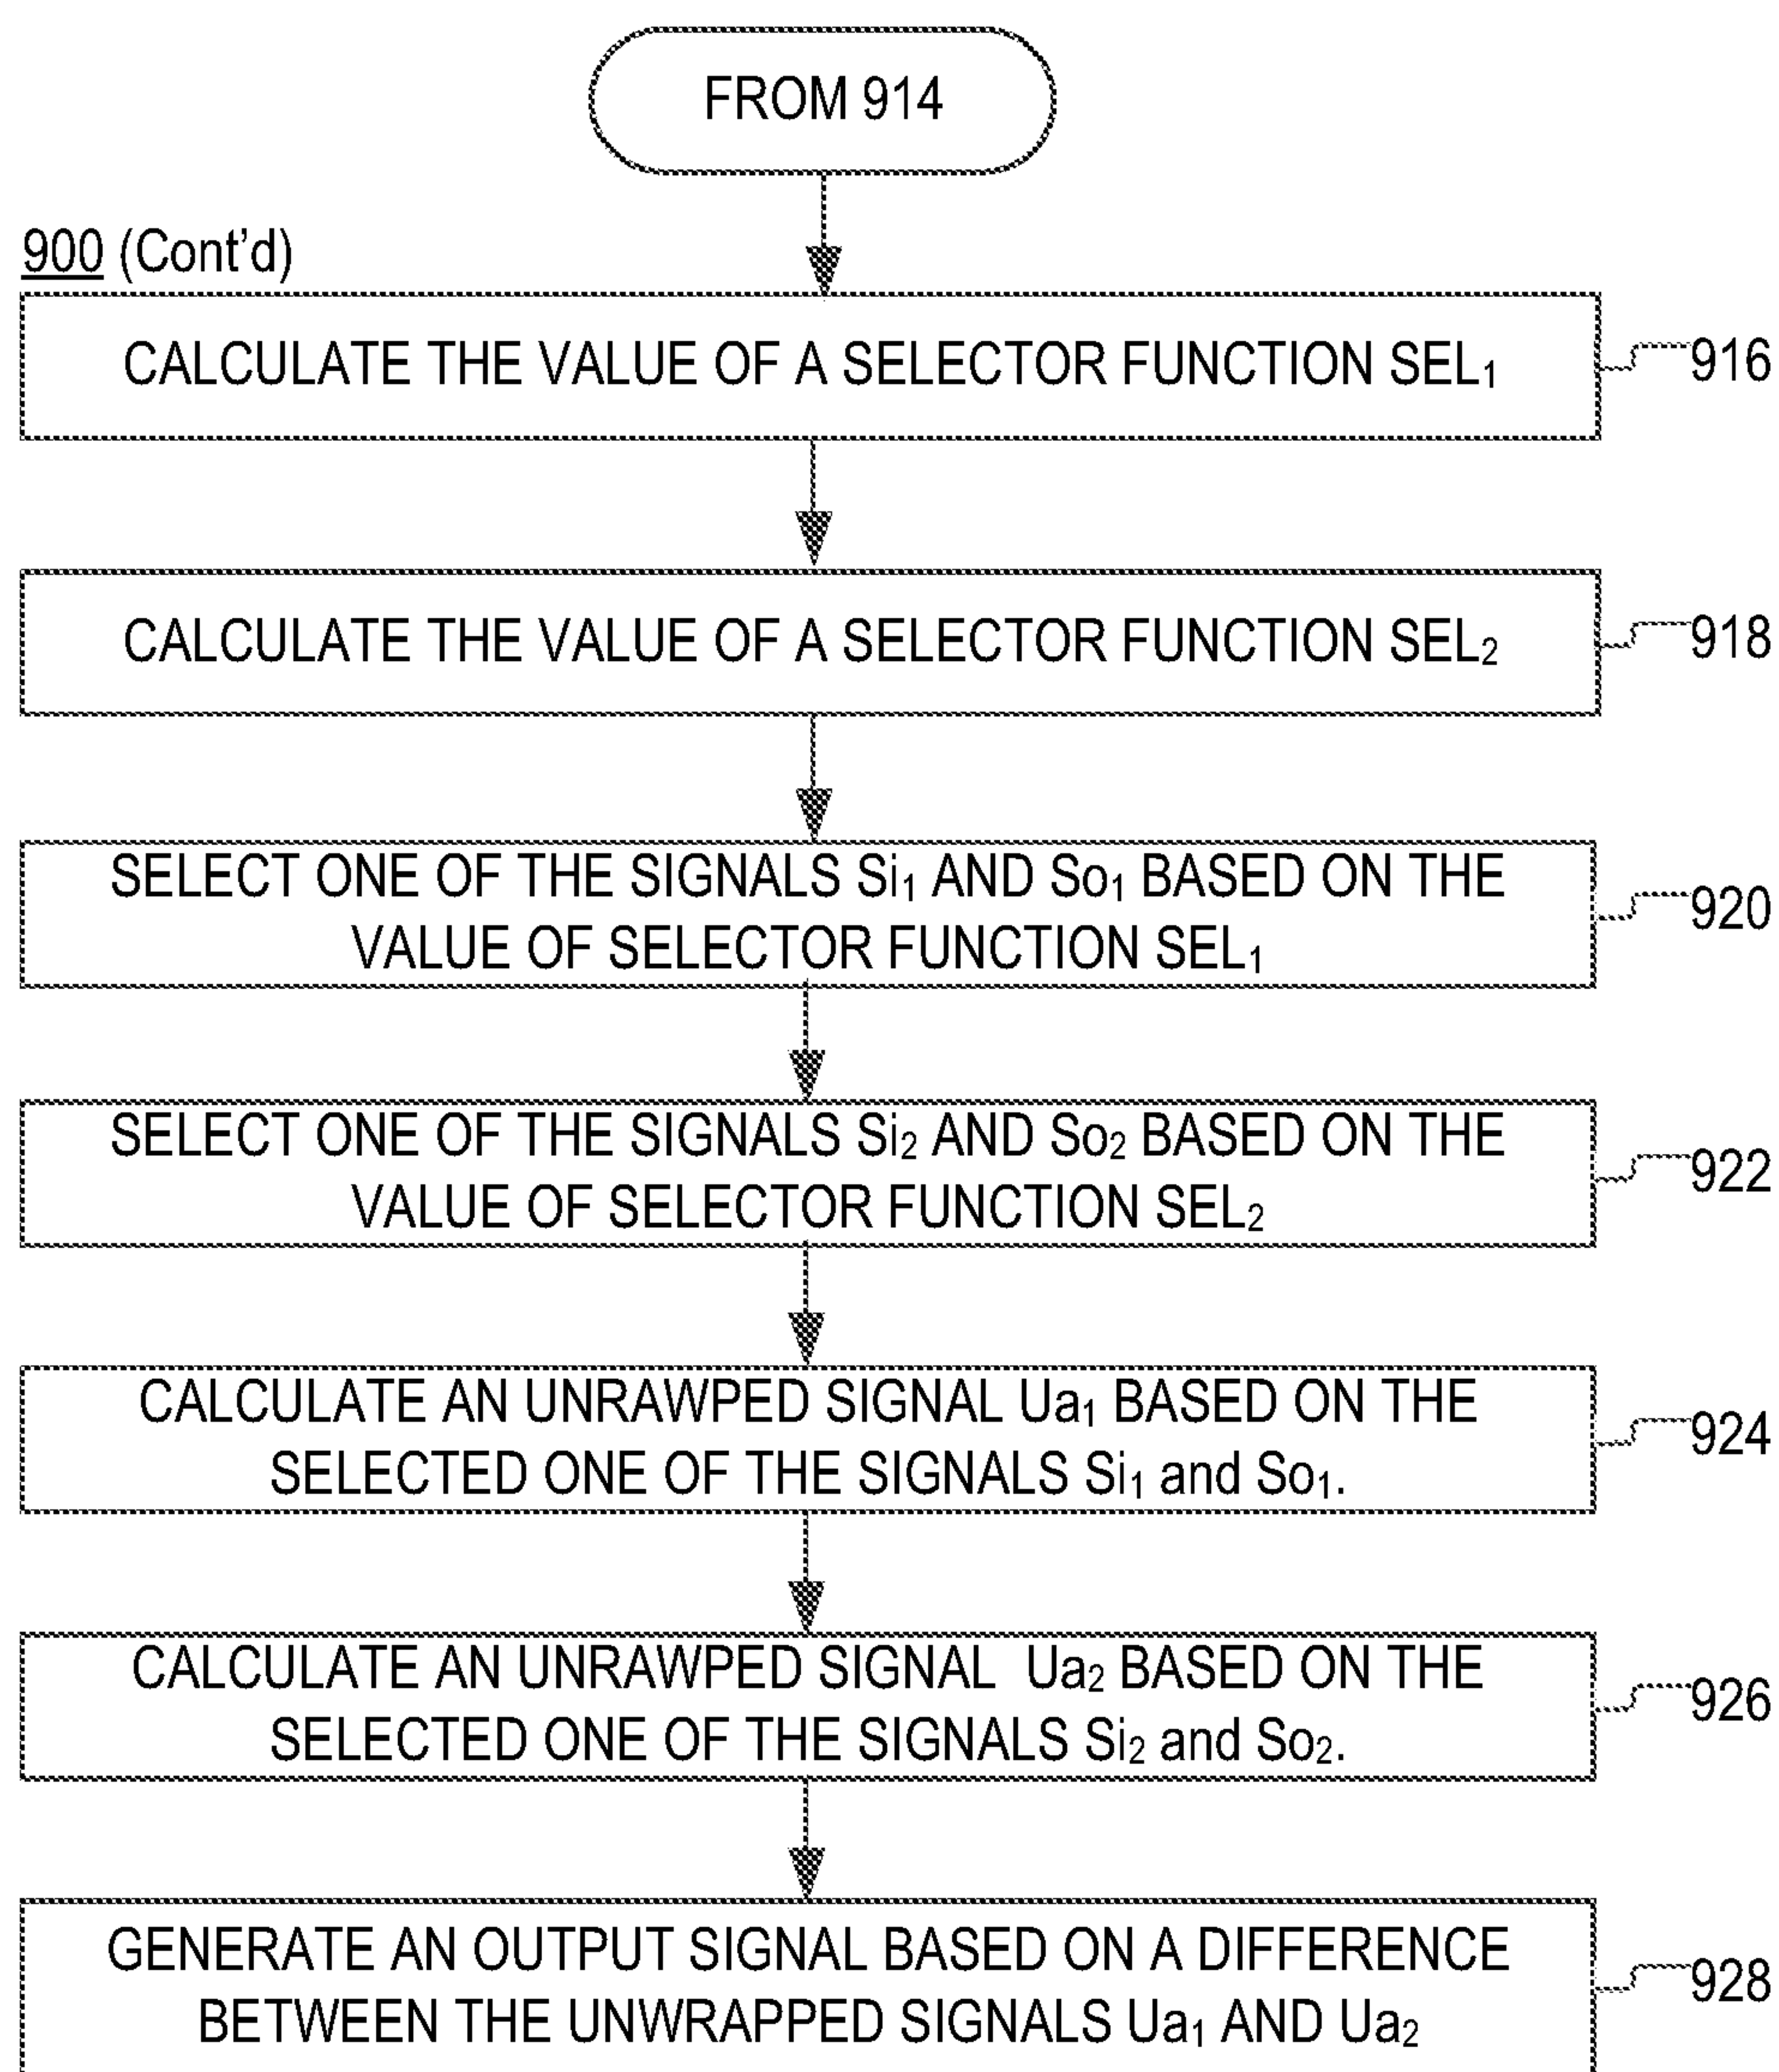 FROM 914
900 (Cont'd)
CALCULATE THE VALUE OF A SELECTOR FUNCTION SEL₁
916
CALCULATE THE VALUE OF A SELECTOR FUNCTION SEL₂
918
SELECT ONE OF THE SIGNALS Si₁ AND So₁ BASED ON THE
VALUE OF SELECTOR FUNCTION SEL₁
920
SELECT ONE OF THE SIGNALS Si₂ AND So₂ BASED ON THE
VALUE OF SELECTOR FUNCTION SEL₂
922
CALCULATE AN UNRAWPED SIGNAL Ua₁ BASED ON THE
SELECTED ONE OF THE SIGNALS Si₁ and So₁.
924
CALCULATE AN UNRAWPED SIGNAL Ua₂ BASED ON THE
SELECTED ONE OF THE SIGNALS Si₂ and So₂.
926
GENERATE AN OUTPUT SIGNAL BASED ON A DIFFERENCE
BETWEEN THE UNWRAPPED SIGNALS Ua₁ AND Ua₂
928